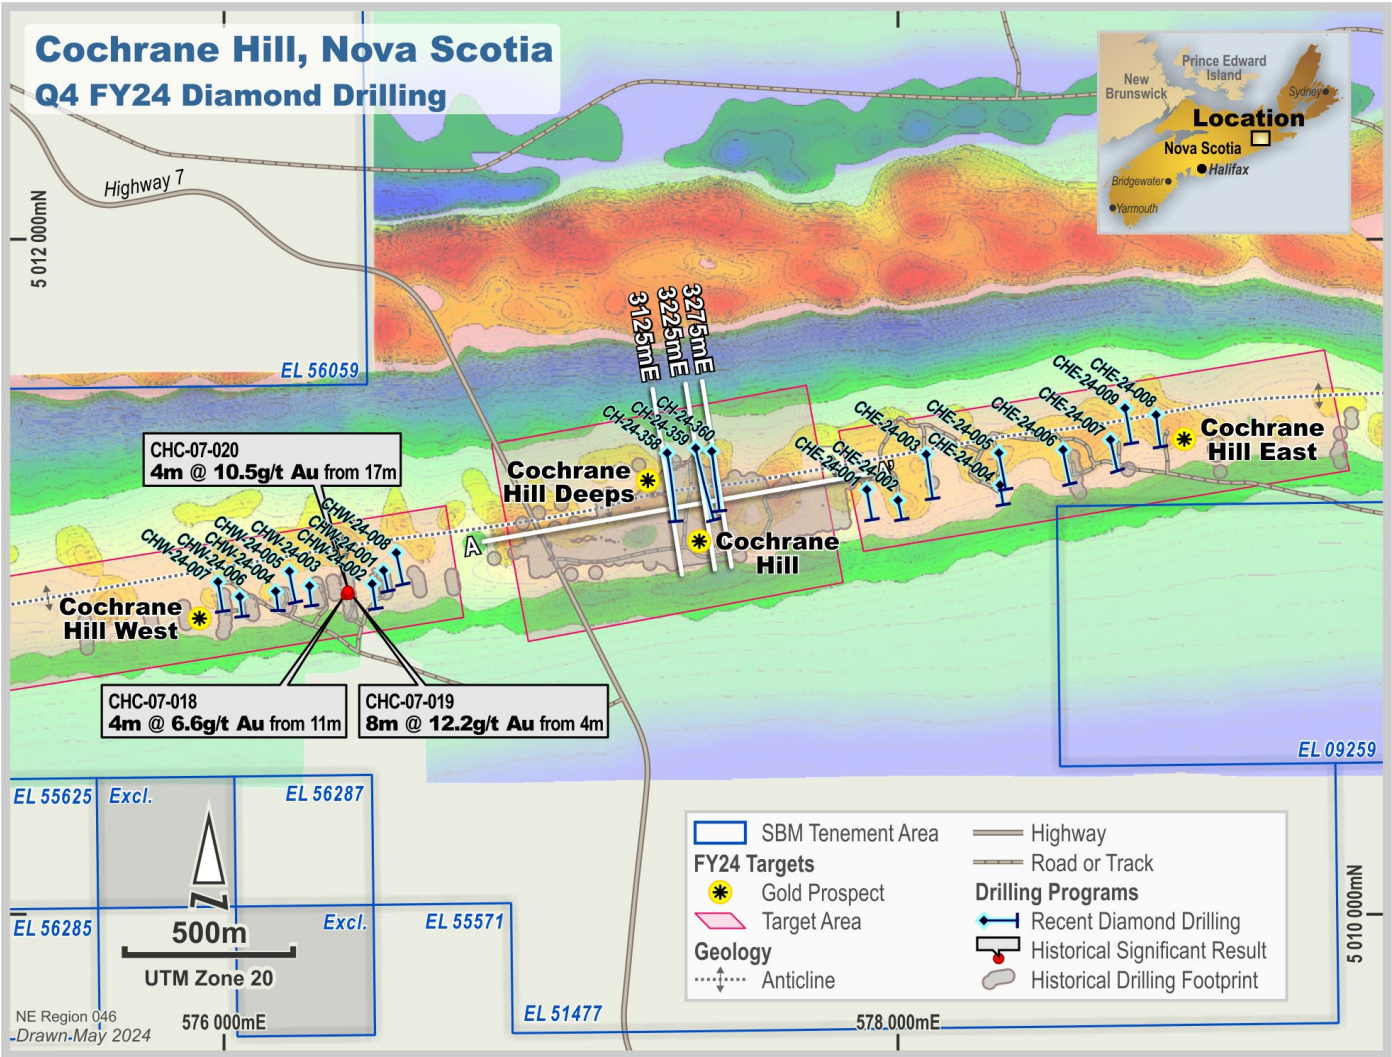 Cochrane Hill, Nova Scotia
Q4 FY24 Diamond Drilling
New
Brunswick
Prince Edward
Island
Sydney
Location
Nova Scotia
Halifax
Bridgewater
Yarmouth
Highway 7
5 012 000mN
EL 56059
3125mE
3225mE
3275mE
CH-24-358
CH-24-359
CH-24-360
CHE-24-001
CHE-24-002
CHE-24-003
CHE-24-004
CHE-24-005
CHE-24-006
CHE-24-007
CHE-24-009
CHE-24-008
Cochrane
Hill East
Cochrane
Hill Deeps
A
A'
Cochrane
Hill
CHC-07-020
4m @ 10.5g/t Au from 17m
CHW-24-007
CHW-24-006
CHW-24-005
CHW-24-004
CHW-24-003
CHW-24-002
CHW-24-001
CHW-24-008
Cochrane
Hill West
CHC-07-018
4m @ 6.6g/t Au from 11m
CHC-07-019
8m @ 12.2g/t Au from 4m
EL 09259
EL 55625
Excl.
EL 56287
EL 56285
Excl.
EL 55571
EL 51477
N
500m
UTM Zone 20
576 000mE
578 000mE
5 010 000mN
NE Region 046
Drawn-May 2024
SBM Tenement Area
FY24 Targets
Gold Prospect
Target Area
Geology
Anticline
Highway
Road or Track
Drilling Programs
Recent Diamond Drilling
Historical Significant Result
Historical Drilling Footprint